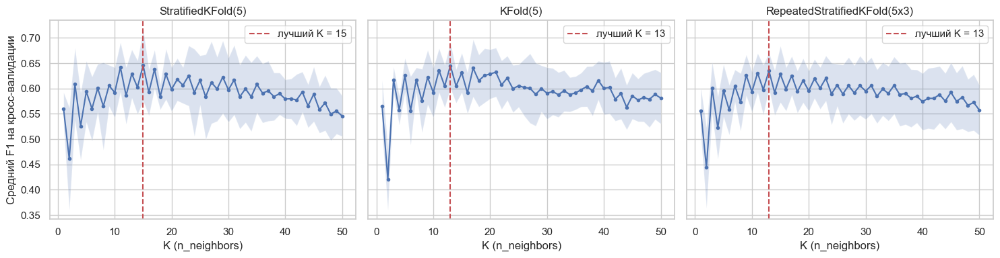 StratifiedKFold(5)
KFold(5)
RepeatedStratifiedKFold(5x3)
лучший K = 15
лучший K = 13
лучший K = 13
Средний F1 на кросс-валидации
0.70
0.65
0.60
0.55
0.50
0.45
0.40
0.35
0 10 20 30 40 50
0 10 20 30 40 50
0 10 20 30 40 50
K (n_neighbors)
K (n_neighbors)
K (n_neighbors)